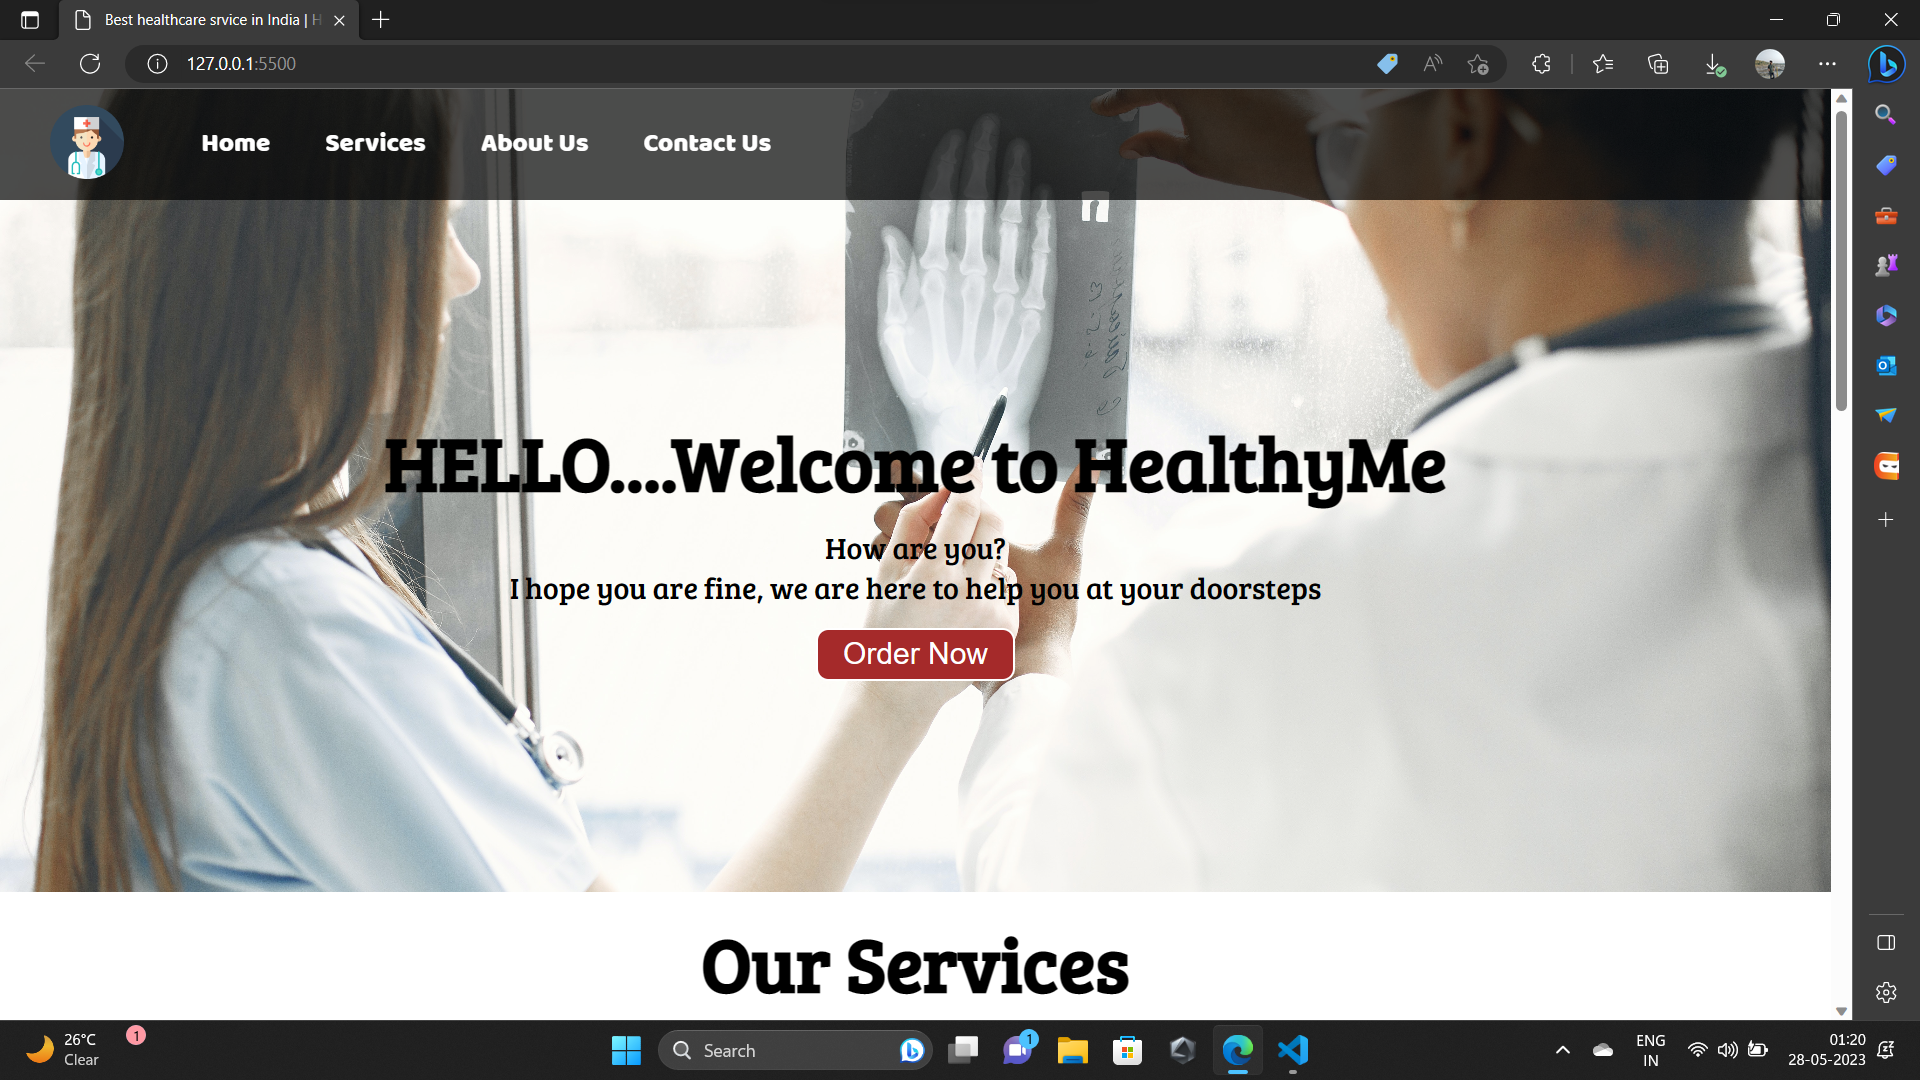 Best healthcare srvice in India | H
127.0.0.1:5500
Home Services About Us Contact Us
HELLO....Welcome to HealthyMe
How are you?
I hope you are fine, we are here to help you at your doorsteps
Order Now
Our Services
26°C
Clear
1
Search
1
ENG
IN
01:20
28-05-2023